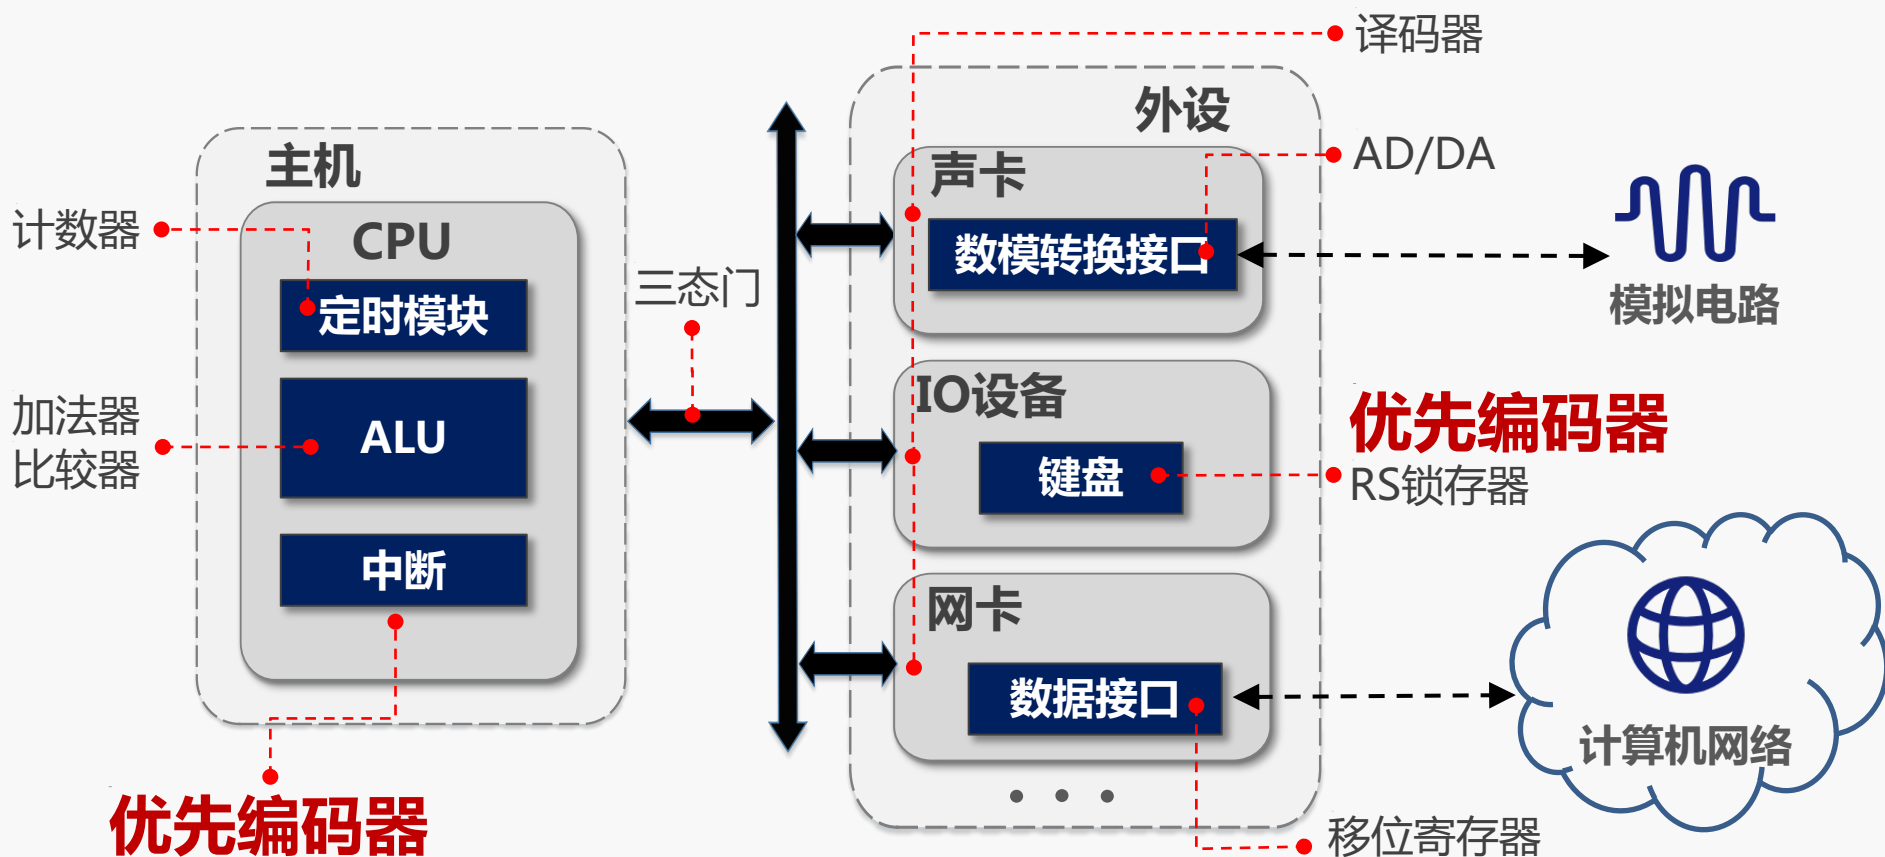 译码器
外设
AD/DA
主机
声卡
计数器
CPU
数模转换接口
三态门
定时模块
模拟电路
IO设备
优先编码器
加法器
比较器
ALU
键盘
RS锁存器
中断
网卡
数据接口
计算机网络
优先编码器
移位寄存器